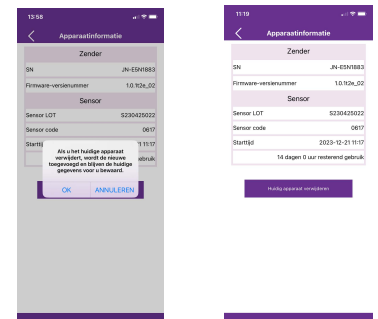 13:58
Apparaatinformatie
Zender
SN JN-E5N1883
Firmware-versienummer 1.0.1t2e_02
Sensor
Sensor LOT S230425022
Sensor code 0617
Starttij 11:17
Als u het huidige apparaat
verwijdert, wordt de nieuwe
toegevoegd en blijven de huidige
gegevens voor u bewaard.
ebruik
OK ANNULEREN
11:19
Apparaatinformatie
Zender
SN JN-E5N1883
Firmware-versienummer 1.0.1t2e_02
Sensor
Sensor LOT S230425022
Sensor code 0617
Starttijd 2023-12-21 11:17
14 dagen 0 uur resterend gebruik
Huidig apparaat verwijderen